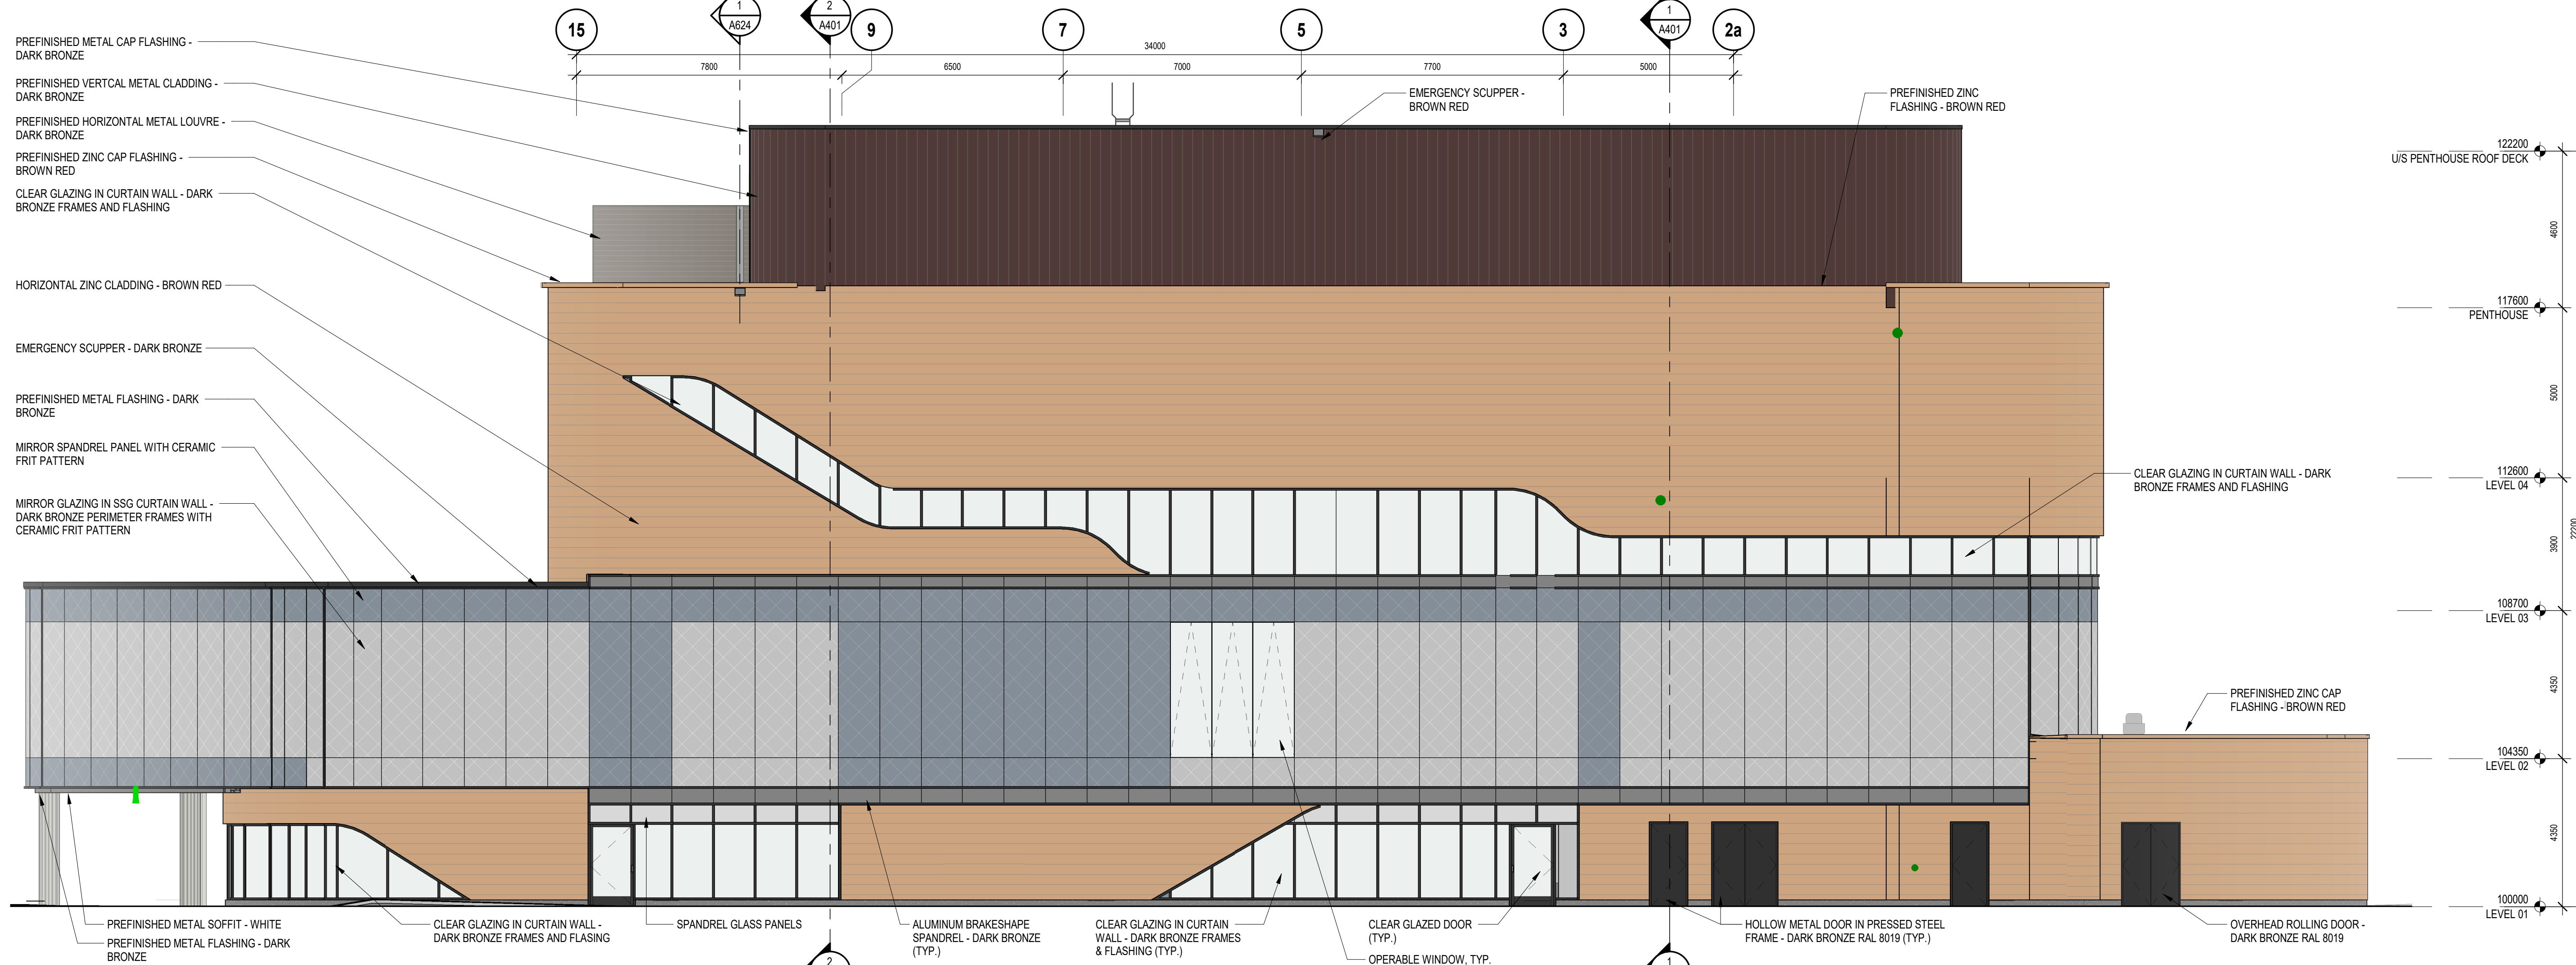 1
A624
2
A401
1
A401
15
9
7
5
3
2a
34000
7800
6500
7000
7700
5000
PREFINISHED METAL CAP FLASHING -
DARK BRONZE
PREFINISHED VERTCAL METAL CLADDING -
DARK BRONZE
PREFINISHED HORIZONTAL METAL LOUVRE -
DARK BRONZE
PREFINISHED ZINC CAP FLASHING -
BROWN RED
CLEAR GLAZING IN CURTAIN WALL - DARK
BRONZE FRAMES AND FLASHING
HORIZONTAL ZINC CLADDING - BROWN RED
EMERGENCY SCUPPER - DARK BRONZE
PREFINISHED METAL FLASHING - DARK
BRONZE
MIRROR SPANDREL PANEL WITH CERAMIC
FRIT PATTERN
MIRROR GLAZING IN SSG CURTAIN WALL -
DARK BRONZE PERIMETER FRAMES WITH
CERAMIC FRIT PATTERN
EMERGENCY SCUPPER -
BROWN RED
PREFINISHED ZINC
FLASHING - BROWN RED
CLEAR GLAZING IN CURTAIN WALL - DARK
BRONZE FRAMES AND FLASHING
PREFINISHED ZINC CAP
FLASHING - BROWN RED
122200
U/S PENTHOUSE ROOF DECK
4600
117600
PENTHOUSE
5000
112600
LEVEL 04
3900
22200
108700
LEVEL 03
4350
104350
LEVEL 02
4350
100000
LEVEL 01
PREFINISHED METAL SOFFIT - WHITE
PREFINISHED METAL FLASHING - DARK
BRONZE
CLEAR GLAZING IN CURTAIN WALL -
DARK BRONZE FRAMES AND FLASING
SPANDREL GLASS PANELS
ALUMINUM BRAKESHAPE
SPANDREL - DARK BRONZE
(TYP.)
CLEAR GLAZING IN CURTAIN
WALL - DARK BRONZE FRAMES
& FLASHING (TYP.)
CLEAR GLAZED DOOR
(TYP.)
OPERABLE WINDOW, TYP.
HOLLOW METAL DOOR IN PRESSED STEEL
FRAME - DARK BRONZE RAL 8019 (TYP.)
OVERHEAD ROLLING DOOR -
DARK BRONZE RAL 8019
2
1